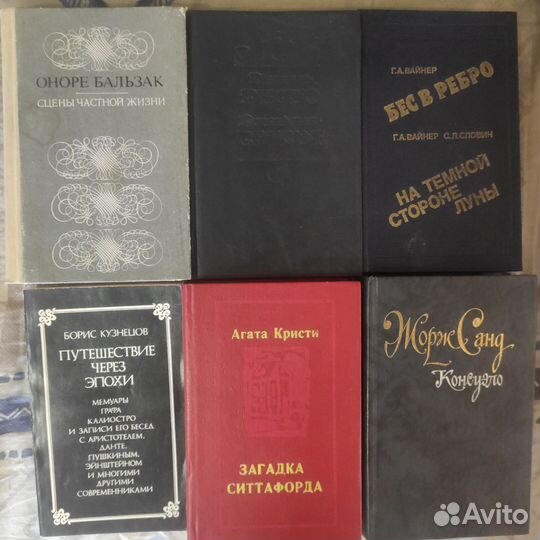 ОНОРЕ БАЛЬЗАК
СЦЕНЫ ЧАСТНОЙ ЖИЗНИ
Г.А.ВАЙНЕР
БЕС В РЕБРО
Г.А.ВАЙНЕР С.Л.СЛОВИН
НА ТЕМНОЙ
СТОРОНЕ
ЛУНЫ
БОРИС КУЗНЕЦОВ
ПУТЕШЕСТВИЕ
ЧЕРЕЗ
ЭПОХИ
МЕМУАРЫ
ГРАФА
КАЛИОСТРО
И ЗАПИСИ ЕГО БЕСЕД
С АРИСТОТЕЛЕМ,
ДАНТЕ,
ПУШКИНЫМ,
ЭЙНШТЕЙНОМ
И МНОГИМИ
ДРУГИМИ
СОВРЕМЕННИКАМИ
Агата Кристи
ЗАГАДКА
СИТТАФОРДА
Жорж Санд
Консуэло
Avito